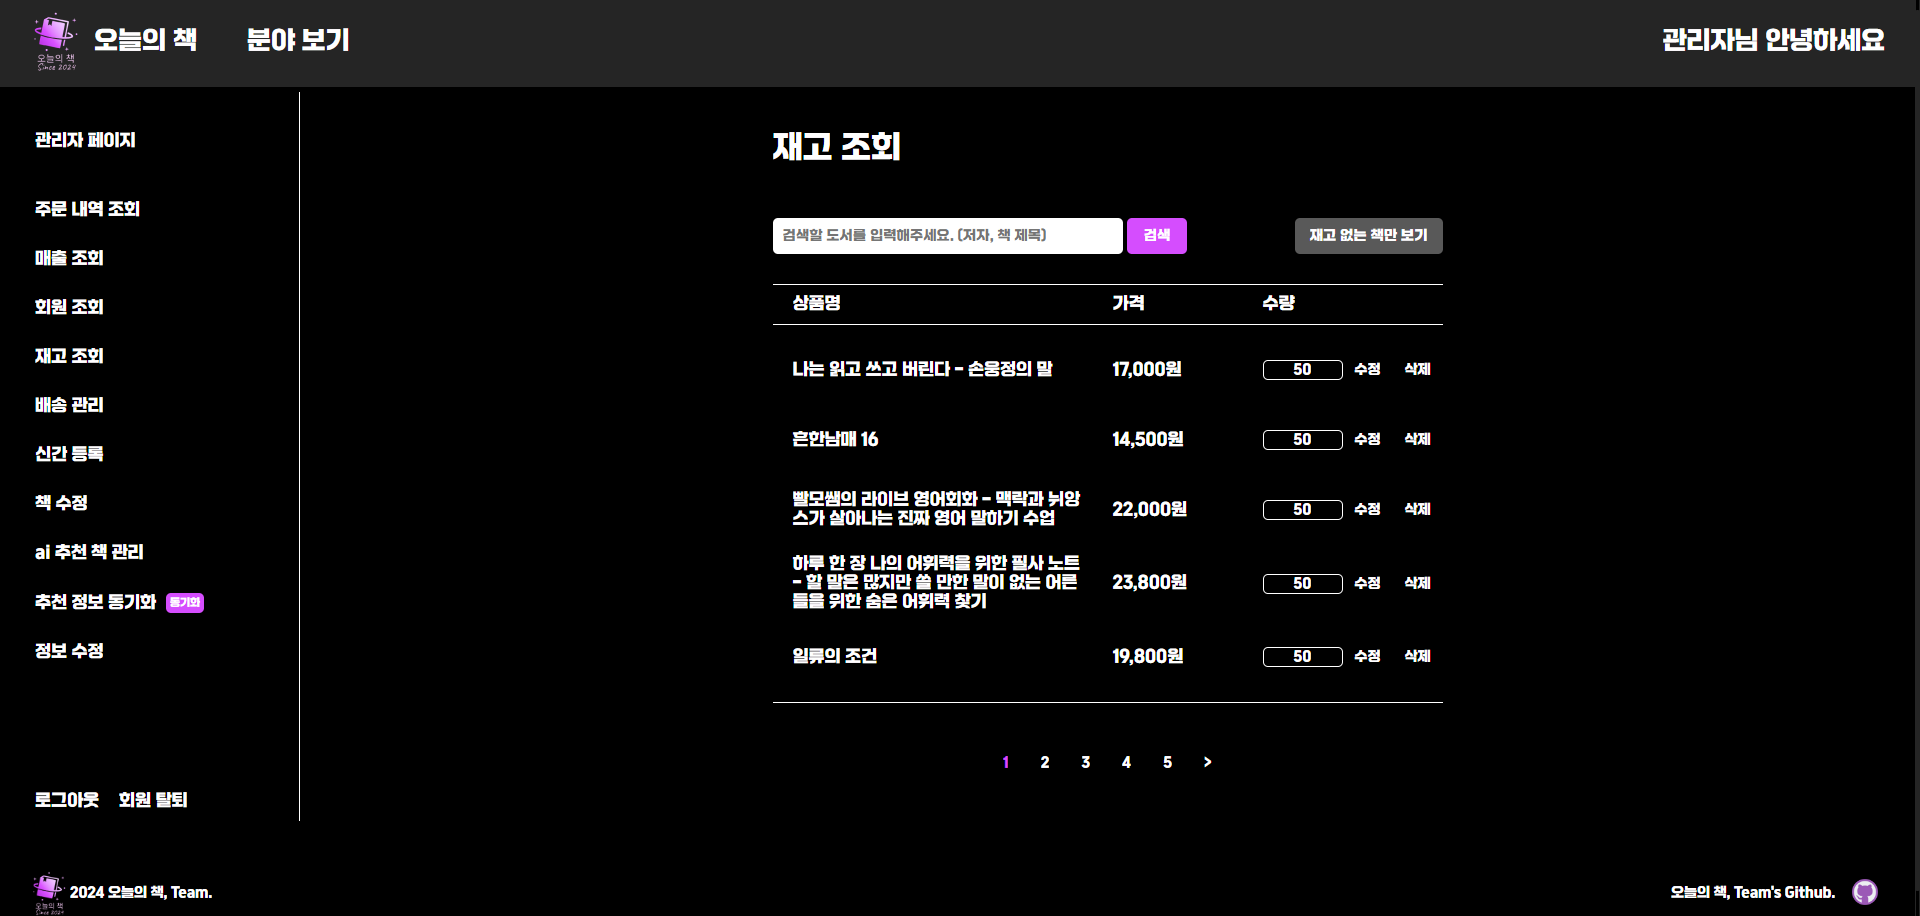 오늘의 책
Since 2024
오늘의 책
분야 보기
관리자님 안녕하세요
관리자 페이지
주문 내역 조회
매출 조회
회원 조회
재고 조회
배송 관리
신간 등록
책 수정
ai 추천 책 관리
추천 정보 동기화 동기화
정보 수정
로그아웃 회원 탈퇴
재고 조회
검색할 도서를 입력해주세요. (저자, 책 제목) 검색 재고 없는 책만 보기
상품명 가격 수량
나는 읽고 쓰고 버린다 - 손웅정의 말 17,000원 50 수정 삭제
흔한남매 16 14,500원 50 수정 삭제
빨모쌤의 라이브 영어회화 - 맥락과 뉘앙
스가 살아나는 진짜 영어 말하기 수업
22,000원 50 수정 삭제
하루 한 장 나의 어휘력을 위한 필사 노트
- 할 말은 많지만 쓸 만한 말이 없는 어른
들을 위한 숨은 어휘력 찾기
23,800원 50 수정 삭제
일류의 조건 19,800원 50 수정 삭제
1 2 3 4 5 >
오늘의 책
Since 2024
2024 오늘의 책, Team.
오늘의 책, Team's Github.